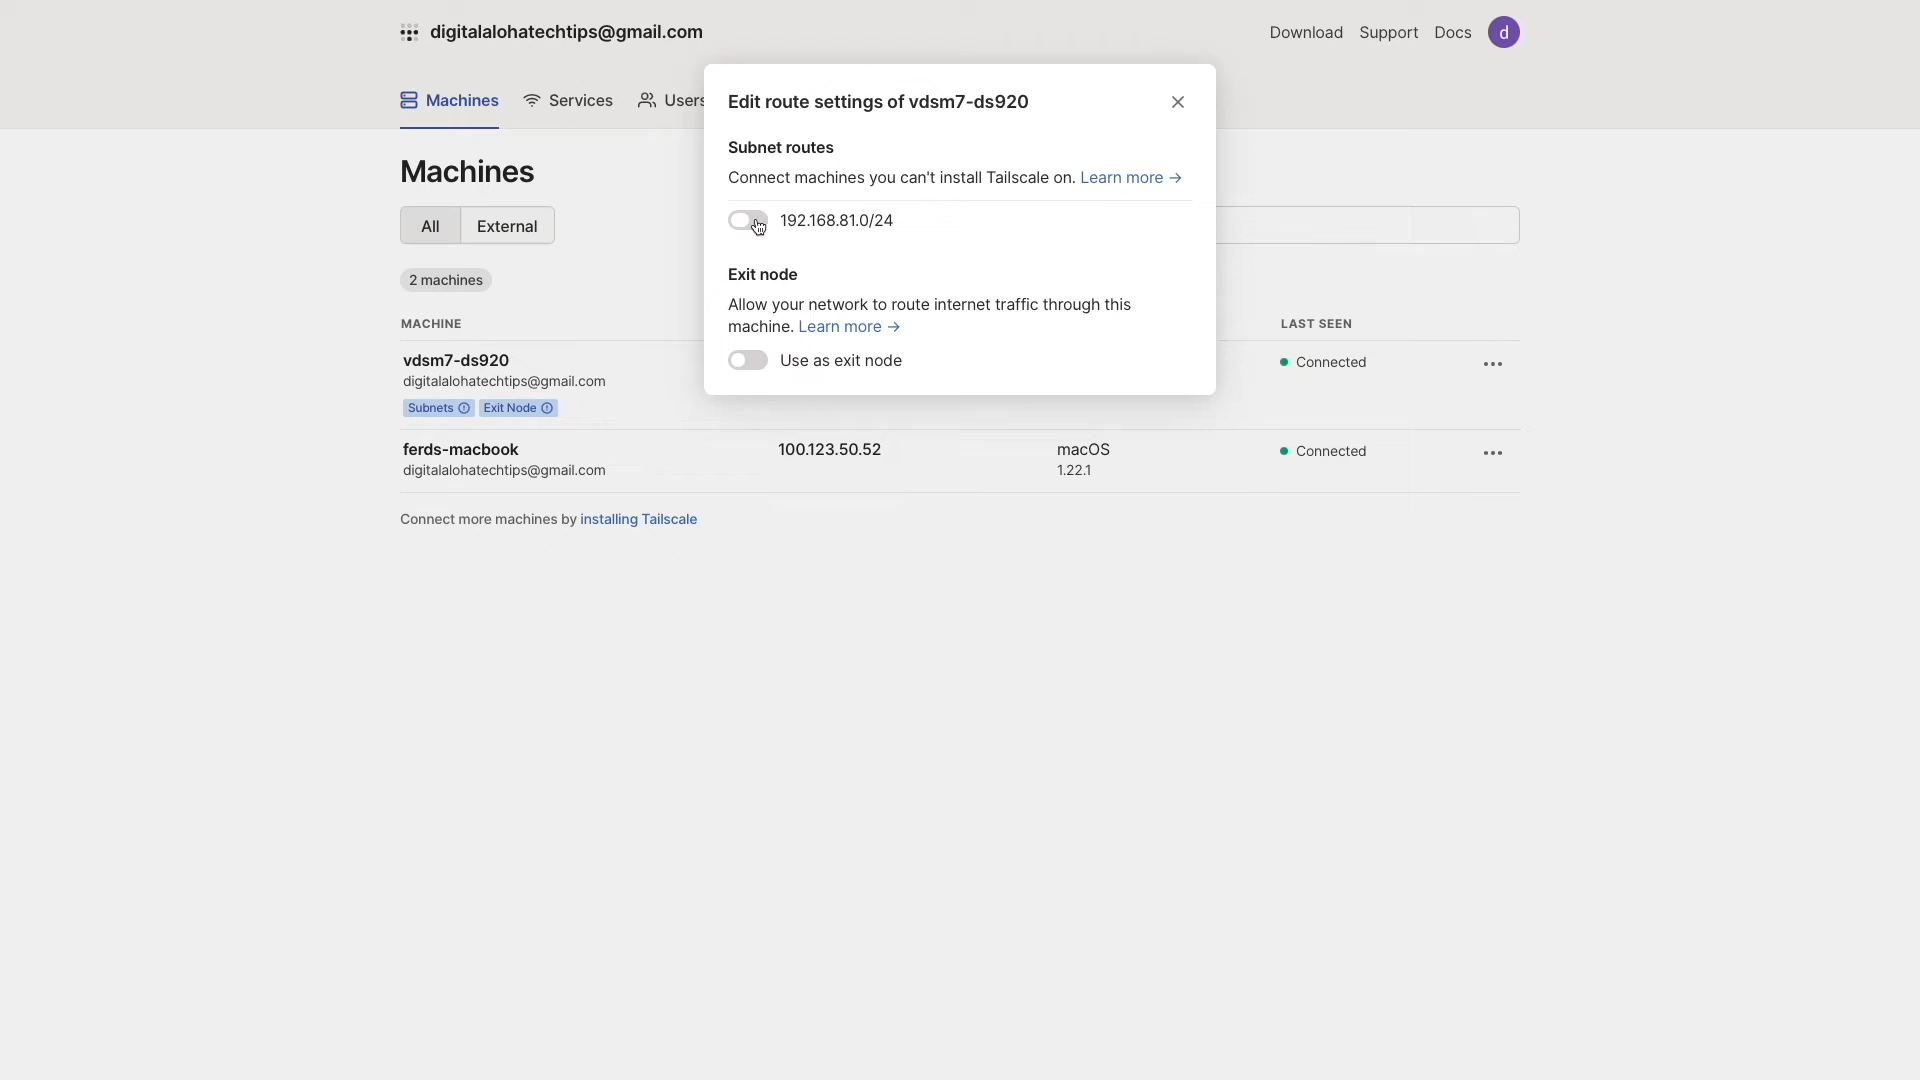 digitalalohatechtips@gmail.com
Download Support Docs d
Machines Services Users
Edit route settings of vdsm7-ds920
Subnet routes
Connect machines you can't install Tailscale on. Learn more →
192.168.81.0/24
Exit node
Allow your network to route internet traffic through this
machine. Learn more →
Use as exit node
Machines
All External
2 machines
MACHINE LAST SEEN
vdsm7-ds920 Connected
digitalalohatechtips@gmail.com
Subnets Exit Node
ferds-macbook 100.123.50.52 macOS Connected
digitalalohatechtips@gmail.com 1.22.1
Connect more machines by installing Tailscale